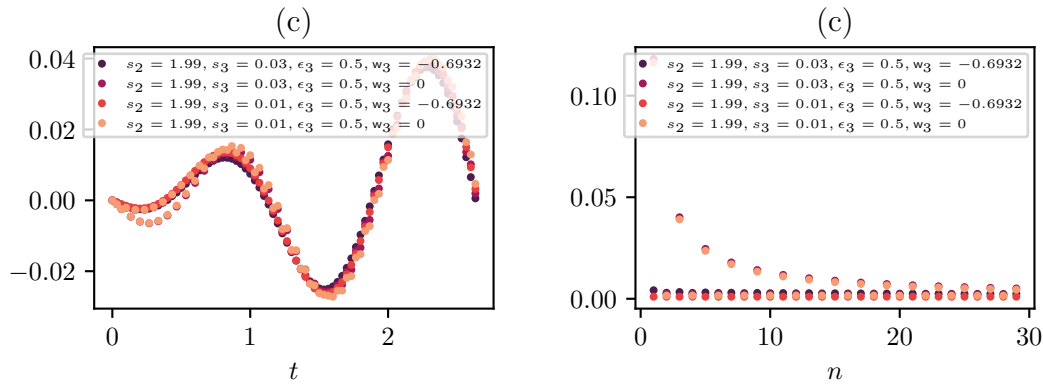 (c)
0.04
0.02
0.00
−0.02
s₂ = 1.99, s₃ = 0.03, ϵ₃ = 0.5, w₃ = −0.6932
s₂ = 1.99, s₃ = 0.03, ϵ₃ = 0.5, w₃ = 0
s₂ = 1.99, s₃ = 0.01, ϵ₃ = 0.5, w₃ = −0.6932
s₂ = 1.99, s₃ = 0.01, ϵ₃ = 0.5, w₃ = 0
0 1 2
t
(c)
0.10
0.05
0.00
s₂ = 1.99, s₃ = 0.03, ϵ₃ = 0.5, w₃ = −0.6932
s₂ = 1.99, s₃ = 0.03, ϵ₃ = 0.5, w₃ = 0
s₂ = 1.99, s₃ = 0.01, ϵ₃ = 0.5, w₃ = −0.6932
s₂ = 1.99, s₃ = 0.01, ϵ₃ = 0.5, w₃ = 0
0 10 20 30
n